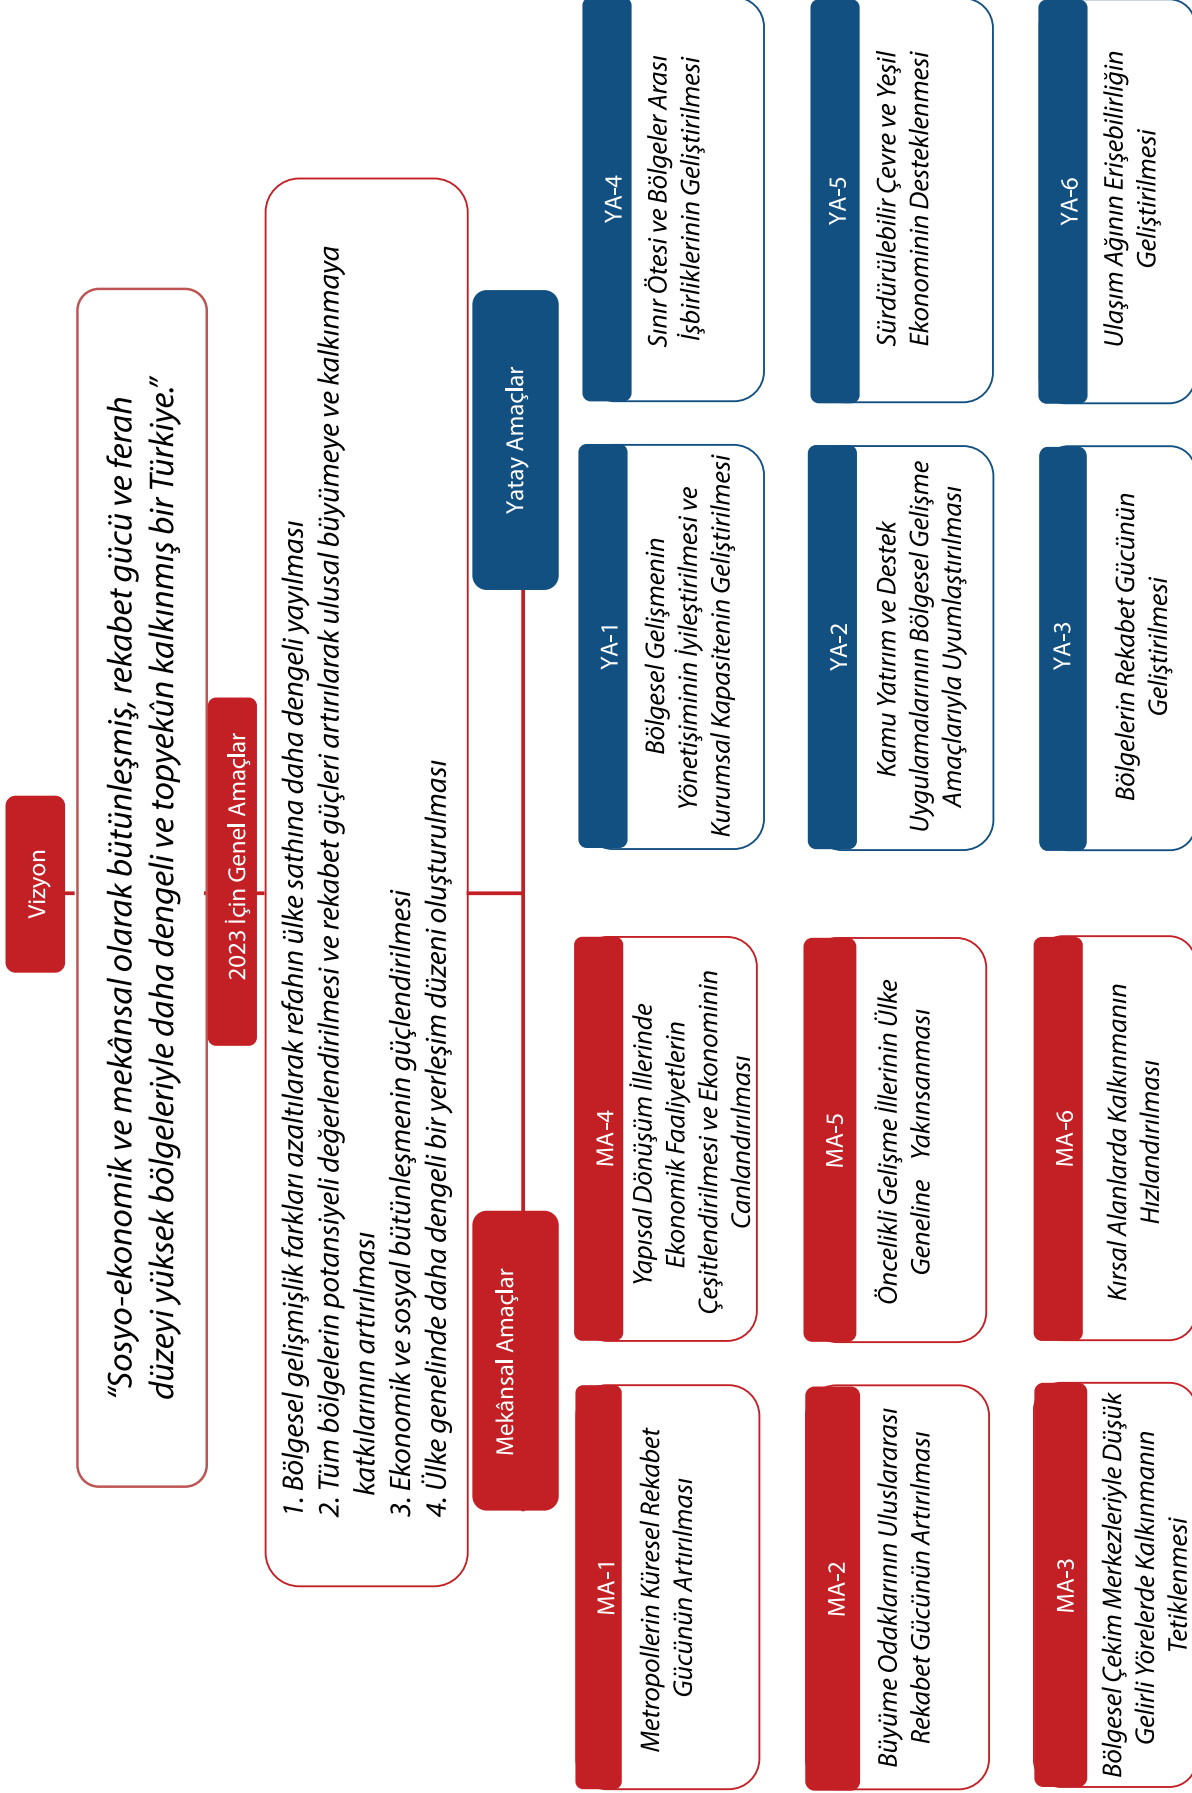 Vizyon
“Sosyo-ekonomik ve mekânsal olarak bütünleşmiş, rekabet gücü ve ferah
düzeyi yüksek bölgeleriyle daha dengeli ve topyekûn kalkınmış bir Türkiye.”
2023 İçin Genel Amaçlar
1. Bölgesel gelişmişlik farkları azaltılarak refahın ülke sathına daha dengeli yayılması
2. Tüm bölgelerin potansiyeli değerlendirilmesi ve rekabet güçleri artırılarak ulusal büyümeye ve kalkınmaya
katkılarının artırılması
3. Ekonomik ve sosyal bütünleşmenin güçlendirilmesi
4. Ülke genelinde daha dengeli bir yerleşim düzeni oluşturulması
Mekânsal Amaçlar
Yatay Amaçlar
MA-1
Metropollerin Küresel Rekabet
Gücünün Artırılması
MA-4
Yapısal Dönüşüm İllerinde
Ekonomik Faaliyetlerin
Çeşitlendirilmesi ve Ekonominin
Canlandırılması
YA-1
Bölgesel Gelişmenin
Yönetişiminin İyileştirilmesi ve
Kurumsal Kapasitenin Geliştirilmesi
YA-4
Sınır Ötesi ve Bölgeler Arası
İşbirliklerinin Geliştirilmesi
MA-2
Büyüme Odaklarının Uluslararası
Rekabet Gücünün Artırılması
MA-5
Öncelikli Gelişme İllerinin Ülke
Geneline Yakınsanması
YA-2
Kamu Yatırım ve Destek
Uygulamalarının Bölgesel Gelişme
Amaçlarıyla Uyumlaştırılması
YA-5
Sürdürülebilir Çevre ve Yeşil
Ekonominin Desteklenmesi
MA-3
Bölgesel Çekim Merkezleriyle Düşük
Gelirli Yörelerde Kalkınmanın
Tetiklenmesi
MA-6
Kırsal Alanlarda Kalkınmanın
Hızlandırılması
YA-3
Bölgelerin Rekabet Gücünün
Geliştirilmesi
YA-6
Ulaşım Ağının Erişebilirliğin
Geliştirilmesi